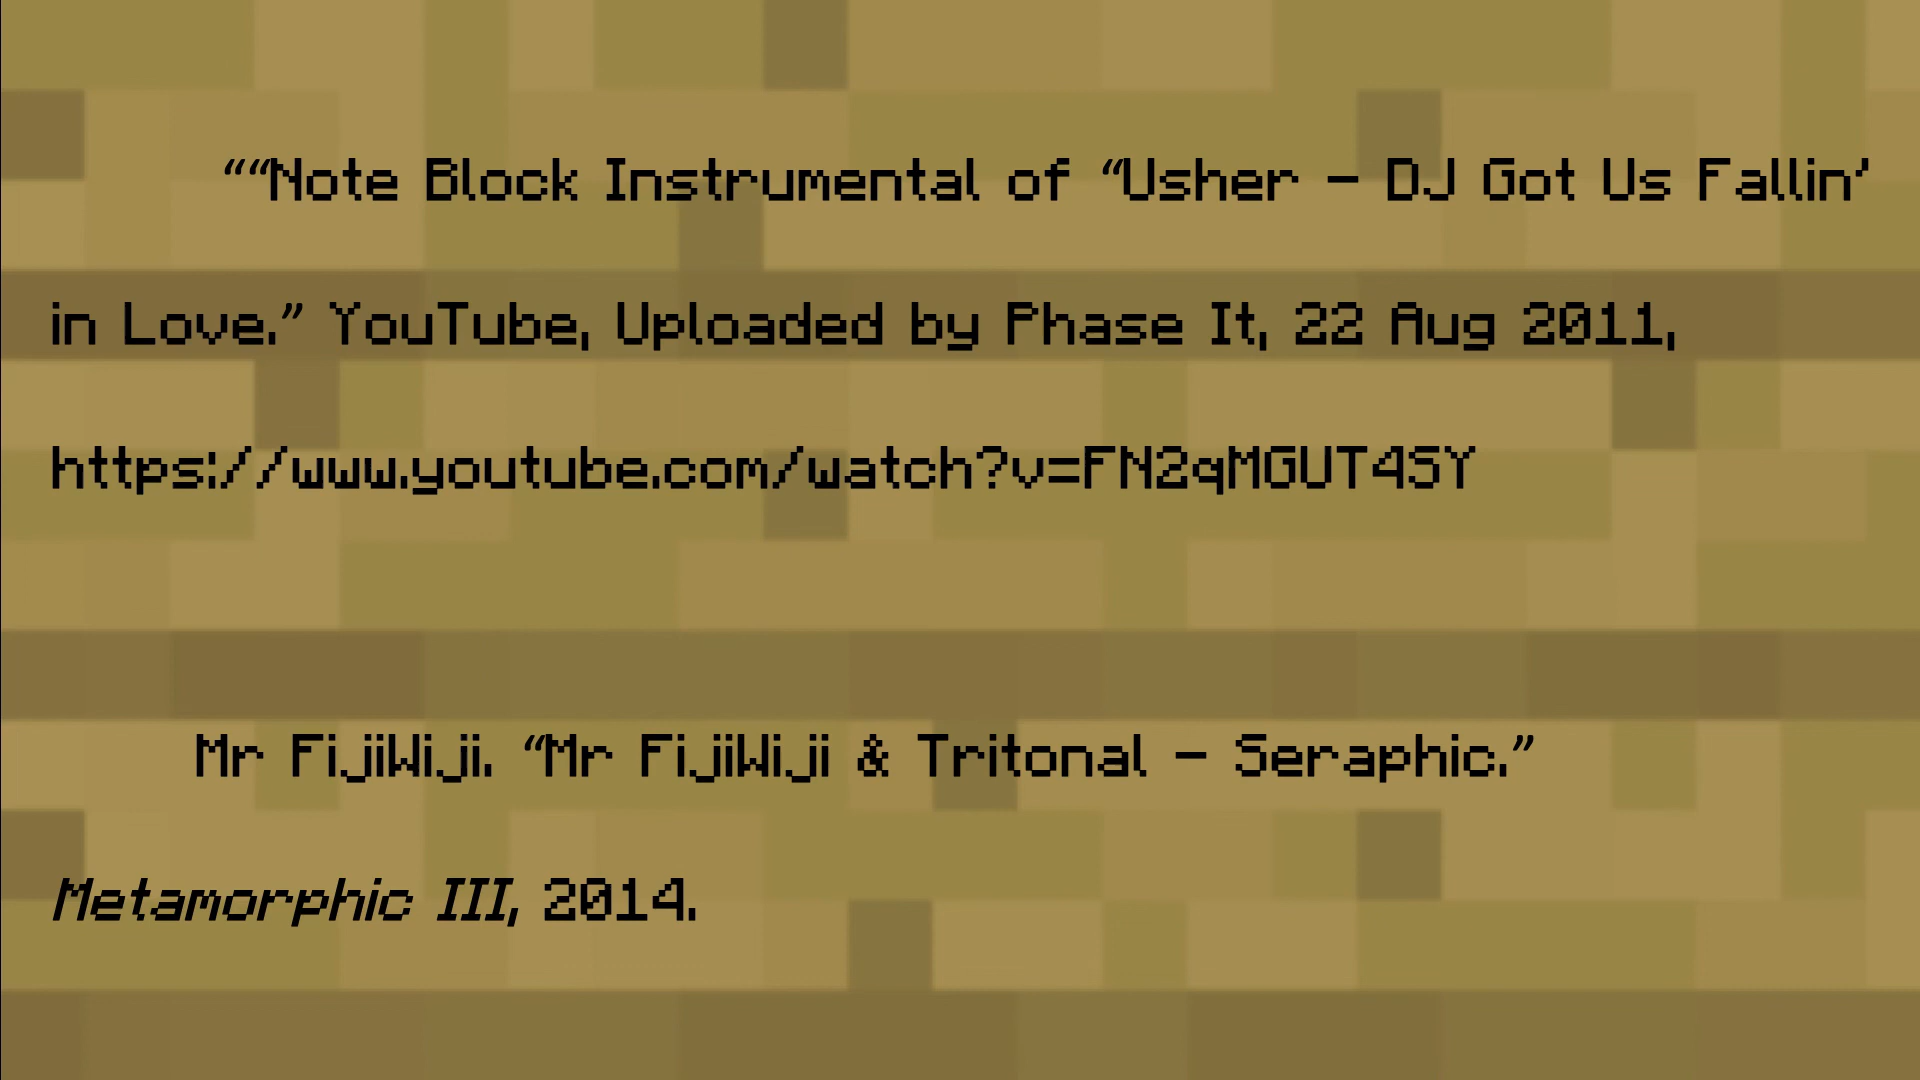 ““Note Block Instrumental of “Usher - DJ Got Us Fallin’
in Love.” YouTube, Uploaded by Phase It, 22 Aug 2011,
https://www.youtube.com/watch?v=FN2qMGUT45Y
Mr FijiWiji. “Mr FijiWiji & Tritonal - Seraphic.”
Metamorphic III, 2014.